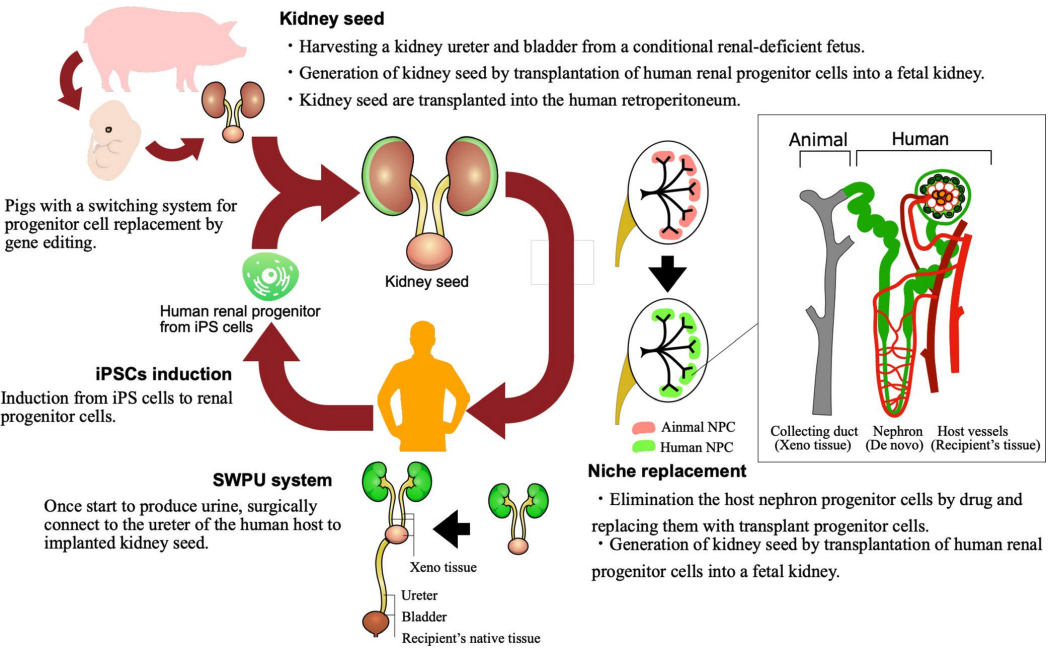 Kidney seed
・Harvesting a kidney ureter and bladder from a conditional renal-deficient fetus.
・Generation of kidney seed by transplantation of human renal progenitor cells into a fetal kidney.
・Kidney seed are transplanted into the human retroperitoneum.
Pigs with a switching system for
progenitor cell replacement by
gene editing.
Kidney seed
Human renal progenitor
from iPS cells
iPSCs induction
Induction from iPS cells to renal
progenitor cells.
Ainmal NPC
Human NPC
Animal
Human
Collecting duct
(Xeno tissue)
Nephron
(De novo)
Host vessels
(Recipient's tissue)
SWPU system
Once start to produce urine, surgically
connect to the ureter of the human host to
implanted kidney seed.
Xeno tissue
Ureter
Bladder
Recipient's native tissue
Niche replacement
・Elimination the host nephron progenitor cells by drug and
replacing them with transplant progenitor cells.
・Generation of kidney seed by transplantation of human renal
progenitor cells into a fetal kidney.